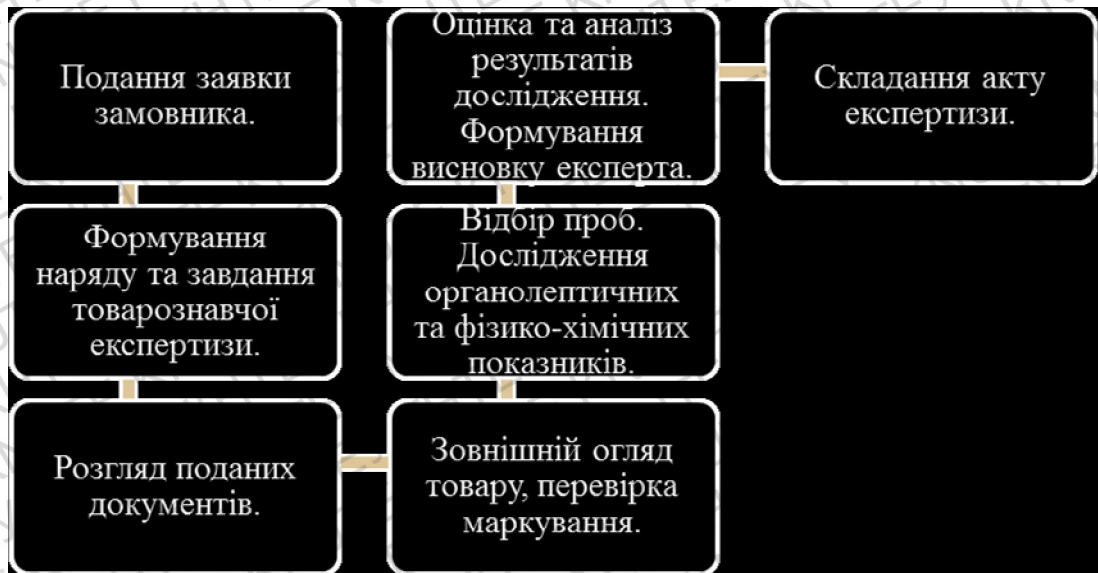 Подання заявки
замовника.
Формування
наряду та завдання
товарознавчої
експертизи.
Розгляд поданих
документів.
Зовнішній огляд
товару, перевірка
маркування.
Відбір проб.
Дослідження
органолептичних
та фізико-хімічних
показників.
Оцінка та аналіз
результатів
дослідження.
Формування
висновку експерта.
Складання акту
експертизи.